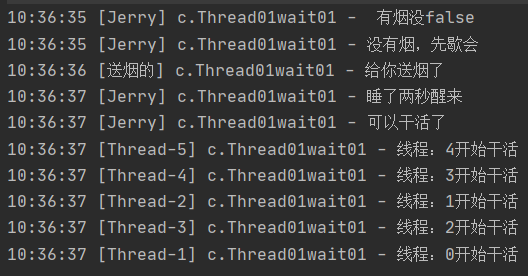 10:36:35 [Jerry] c.Thread01wait01 -  有烟没false
10:36:35 [Jerry] c.Thread01wait01 - 没有烟，先歇会
10:36:36 [送烟的] c.Thread01wait01 - 给你送烟了
10:36:37 [Jerry] c.Thread01wait01 - 睡了两秒醒来
10:36:37 [Jerry] c.Thread01wait01 - 可以干活了
10:36:37 [Thread-5] c.Thread01wait01 - 线程：4开始干活
10:36:37 [Thread-4] c.Thread01wait01 - 线程：3开始干活
10:36:37 [Thread-2] c.Thread01wait01 - 线程：1开始干活
10:36:37 [Thread-3] c.Thread01wait01 - 线程：2开始干活
10:36:37 [Thread-1] c.Thread01wait01 - 线程：0开始干活